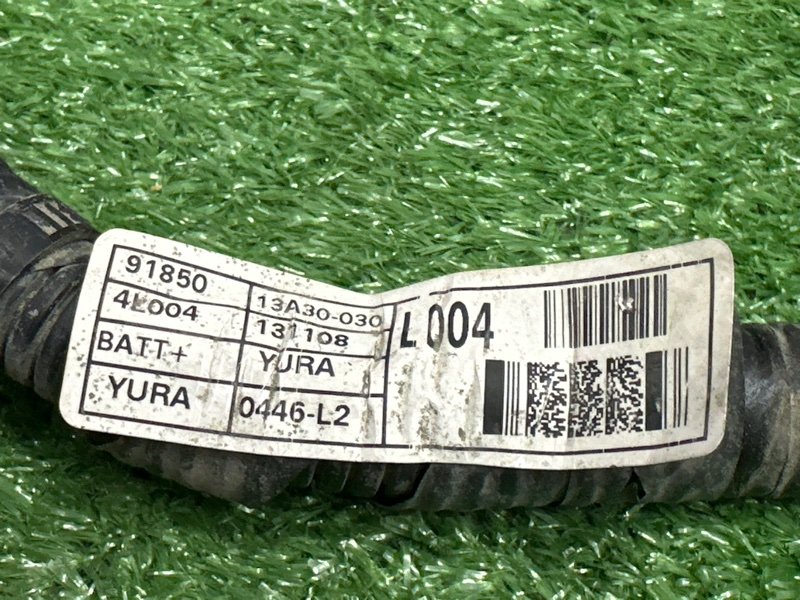 91850
4L004
BATT+
YURA
13A30-030
131108
YURA
0446-L2
L004